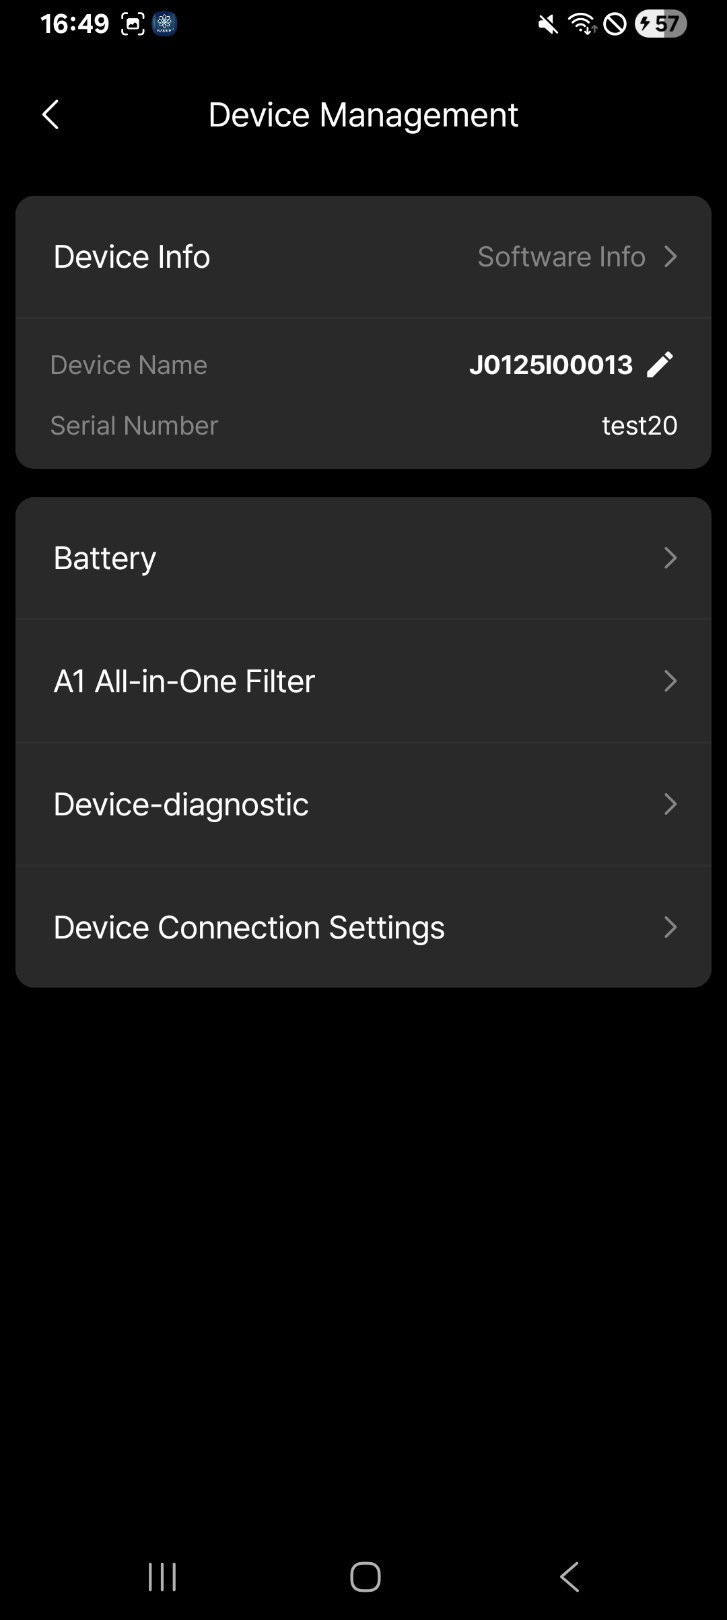 16:49
57
Device Management
Device Info Software Info
Device Name J0125I00013
Serial Number test20
Battery
A1 All-in-One Filter
Device-diagnostic
Device Connection Settings